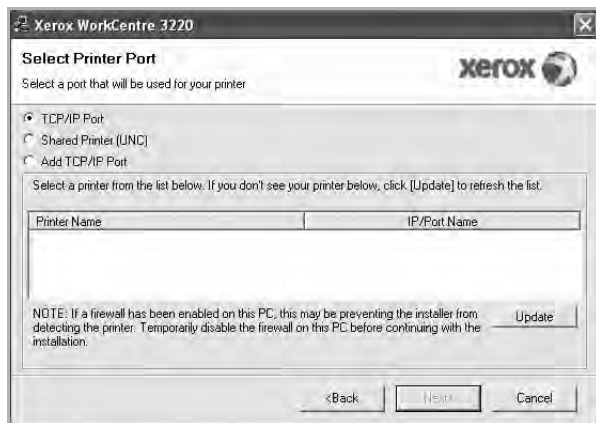 Xerox WorkCentre 3220
Select Printer Port
Select a port that will be used for your printer
xerox
TCP/IP Port
Shared Printer (UNC)
Add TCP/IP Port
Select a printer from the list below. If you don't see your printer below, click [Update] to refresh the list.
Printer Name IP/Port Name
NOTE: If a firewall has been enabled on this PC, this may be preventing the installer from
detecting the printer. Temporarily disable the firewall on this PC before continuing with the
installation.
Update
<Back Next> Cancel